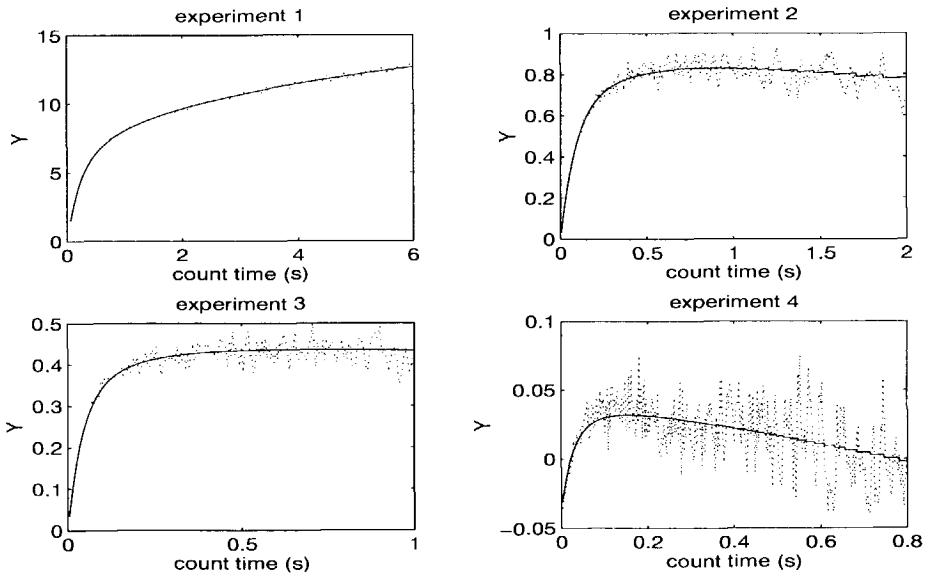 experiment 1
15
10
5
0
γ
0 2 4 6
count time (s)
experiment 2
1
0.8
0.6
0.4
0.2
0
γ
0 0.5 1 1.5 2
count time (s)
experiment 3
0.5
0.4
0.3
0.2
0.1
0
γ
0 0.5 1
count time (s)
experiment 4
0.1
0.05
0
−0.05
γ
0 0.2 0.4 0.6 0.8
count time (s)